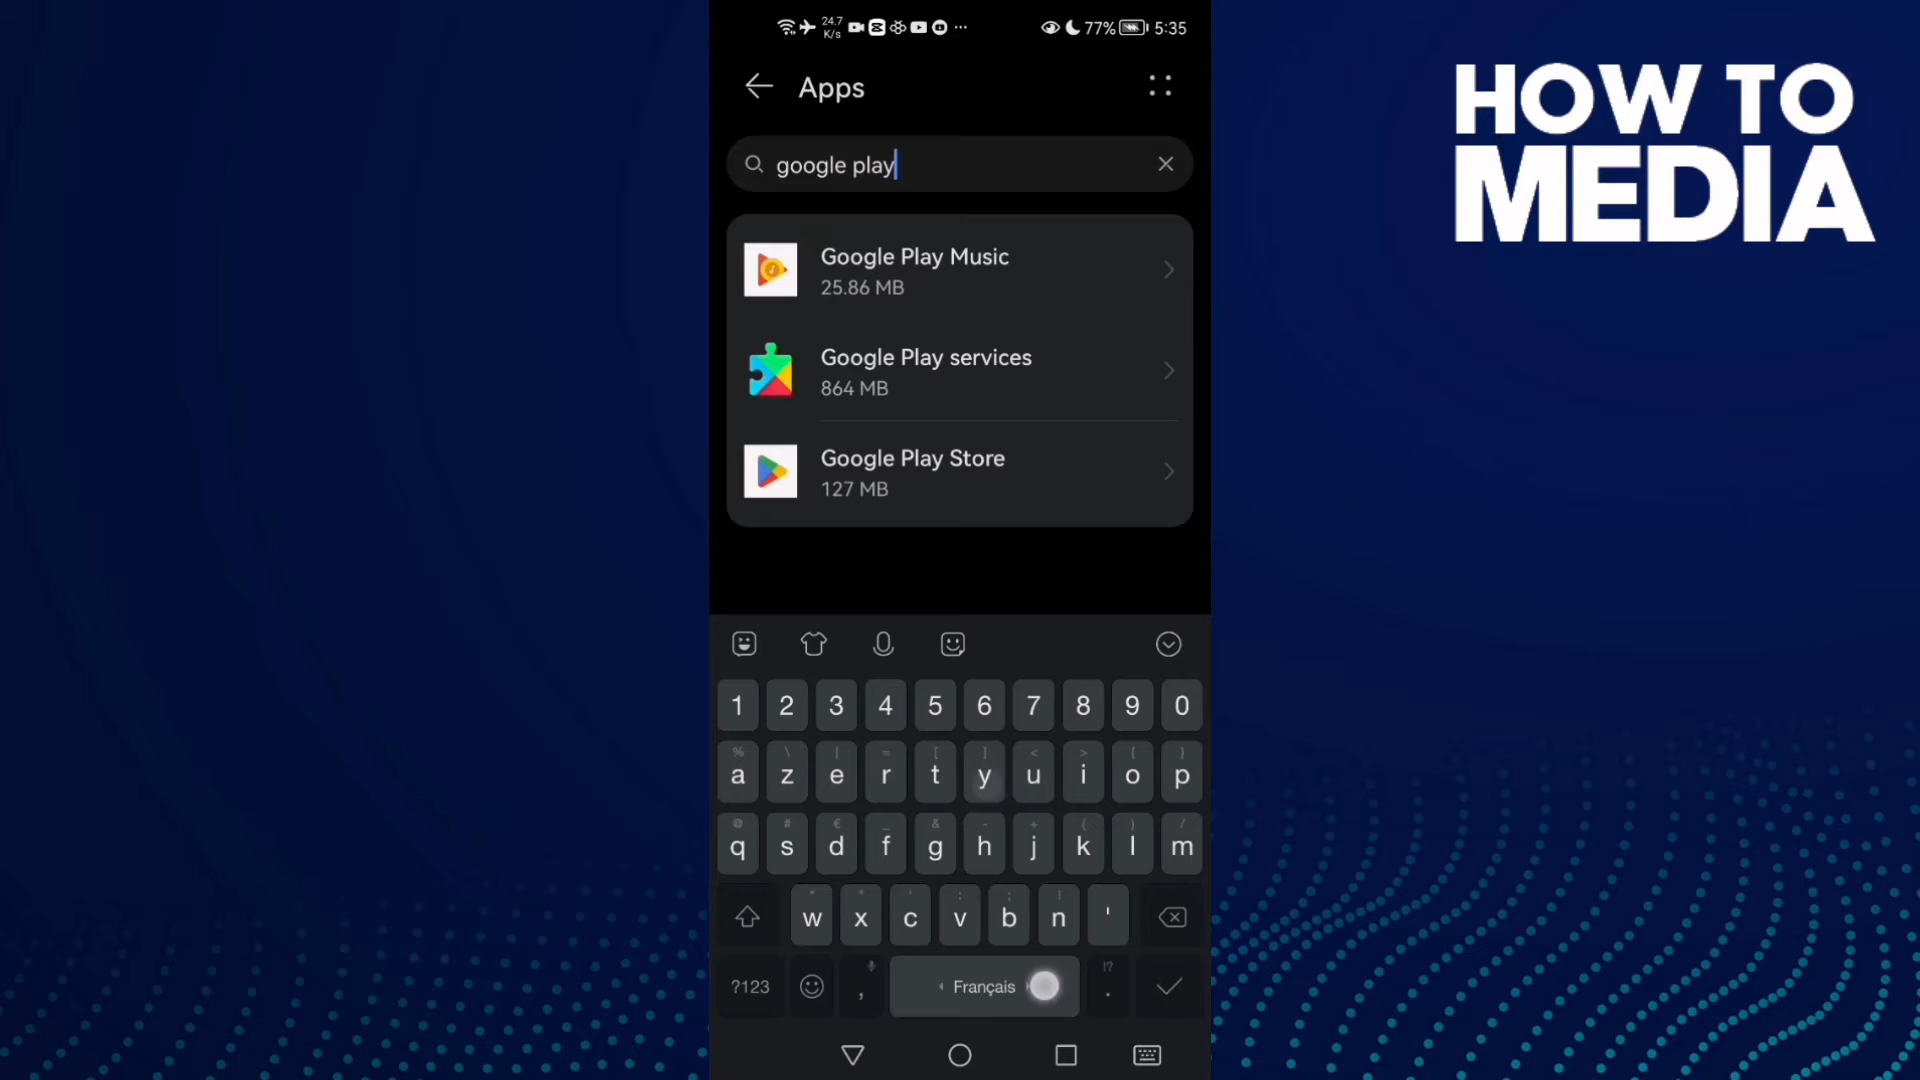 24.7
K/s
77%
5:35
Apps
google play
Google Play Music
25.86 MB
Google Play services
864 MB
Google Play Store
127 MB
1 2 3 4 5 6 7 8 9 0
% \ | = [ ] < > { }
a z e r t y u i o p
@ # € _ & - + ( ) /
q s d f g h j k l m
w x c v b n '
?123 , Français !? .
HOW TO
MEDIA